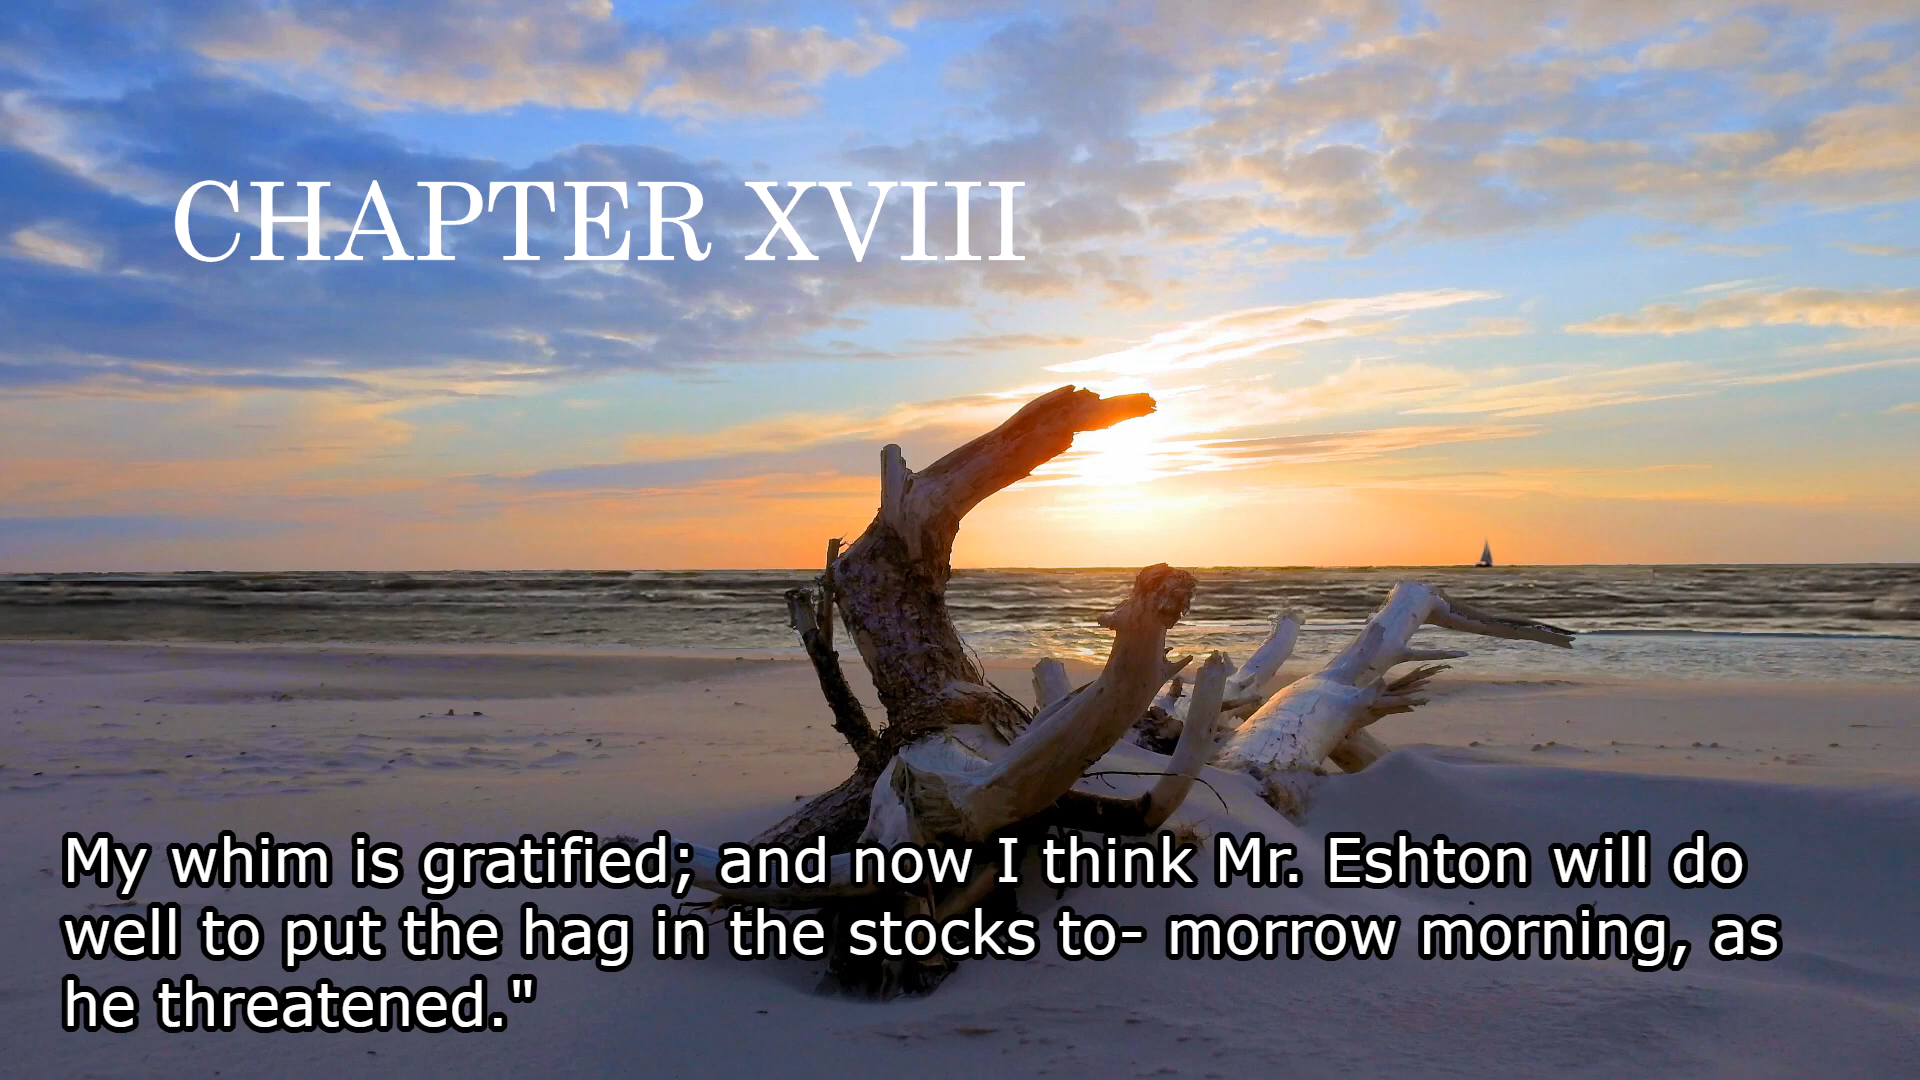 CHAPTER XVIII
My whim is gratified; and now I think Mr. Eshton will do
well to put the hag in the stocks to- morrow morning, as
he threatened."